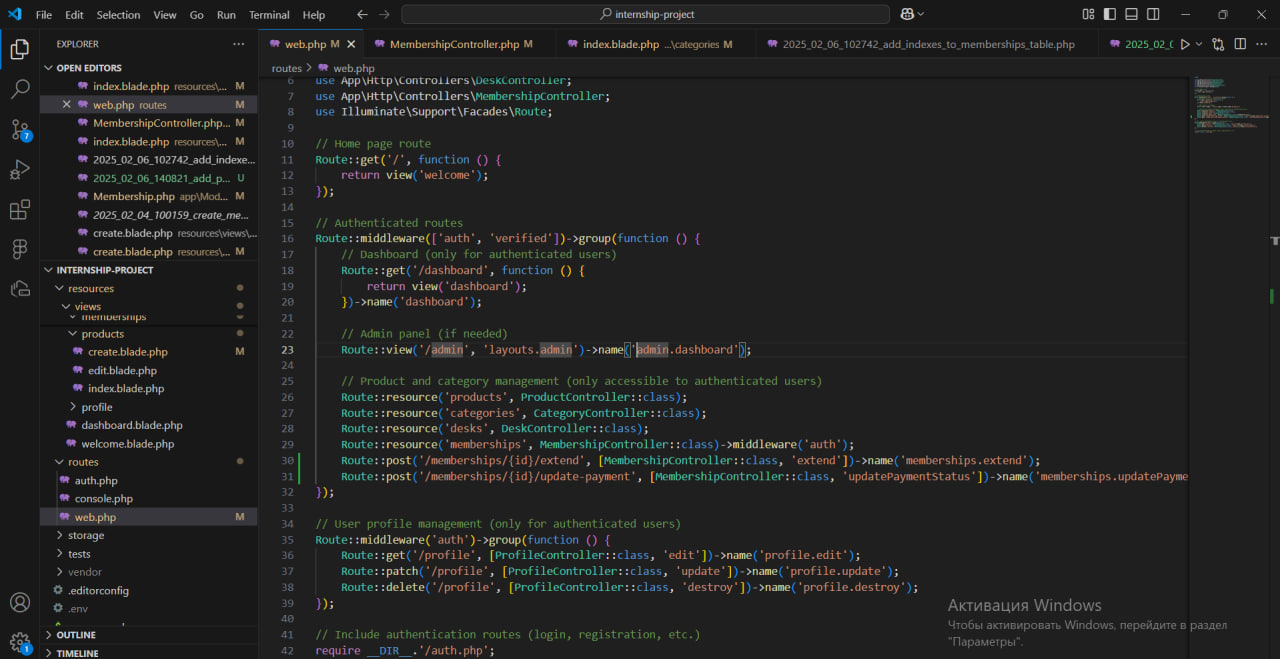 File Edit Selection View Go Run Terminal Help
internship-project
EXPLORER
OPEN EDITORS
index.blade.php resources\... M
web.php routes M
MembershipController.php... M
index.blade.php resources\... M
2025_02_06_102742_add_indexe...
2025_02_06_140821_add_p... U
Membership.php app\Mod... M
2025_02_04_100159_create_me...
create.blade.php resources\views\...
create.blade.php resources\... M
INTERNSHIP-PROJECT
resources
views
memberships
products
create.blade.php M
edit.blade.php
index.blade.php
profile
dashboard.blade.php
welcome.blade.php
routes
auth.php
console.php
web.php M
storage
tests
vendor
.editorconfig
.env
OUTLINE
TIMELINE
7
1
web.php M
MembershipController.php M
index.blade.php ...\categories M
2025_02_06_102742_add_indexes_to_memberships_table.php
2025_02_0
routes > web.php
6 use App\Http\Controllers\DeskController;
7 use App\Http\Controllers\MembershipController;
8 use Illuminate\Support\Facades\Route;
9
10 // Home page route
11 Route::get('/', function () {
12 return view('welcome');
13 });
14
15 // Authenticated routes
16 Route::middleware(['auth', 'verified'])->group(function () {
17 // Dashboard (only for authenticated users)
18 Route::get('/dashboard', function () {
19 return view('dashboard');
20 })->name('dashboard');
21
22 // Admin panel (if needed)
23 Route::view('/admin', 'layouts.admin')->name('admin.dashboard');
24
25 // Product and category management (only accessible to authenticated users)
26 Route::resource('products', ProductController::class);
27 Route::resource('categories', CategoryController::class);
28 Route::resource('desks', DeskController::class);
29 Route::resource('memberships', MembershipController::class)->middleware('auth');
30 Route::post('/memberships/{id}/extend', [MembershipController::class, 'extend'])->name('memberships.extend');
31 Route::post('/memberships/{id}/update-payment', [MembershipController::class, 'updatePaymentStatus'])->name('memberships.updatePayme
32 });
33
34 // User profile management (only for authenticated users)
35 Route::middleware('auth')->group(function () {
36 Route::get('/profile', [ProfileController::class, 'edit'])->name('profile.edit');
37 Route::patch('/profile', [ProfileController::class, 'update'])->name('profile.update');
38 Route::delete('/profile', [ProfileController::class, 'destroy'])->name('profile.destroy');
39 });
40
41 // Include authentication routes (login, registration, etc.)
42 require __DIR__.'/auth.php';
Активация Windows
Чтобы активировать Windows, перейдите в раздел
"Параметры".